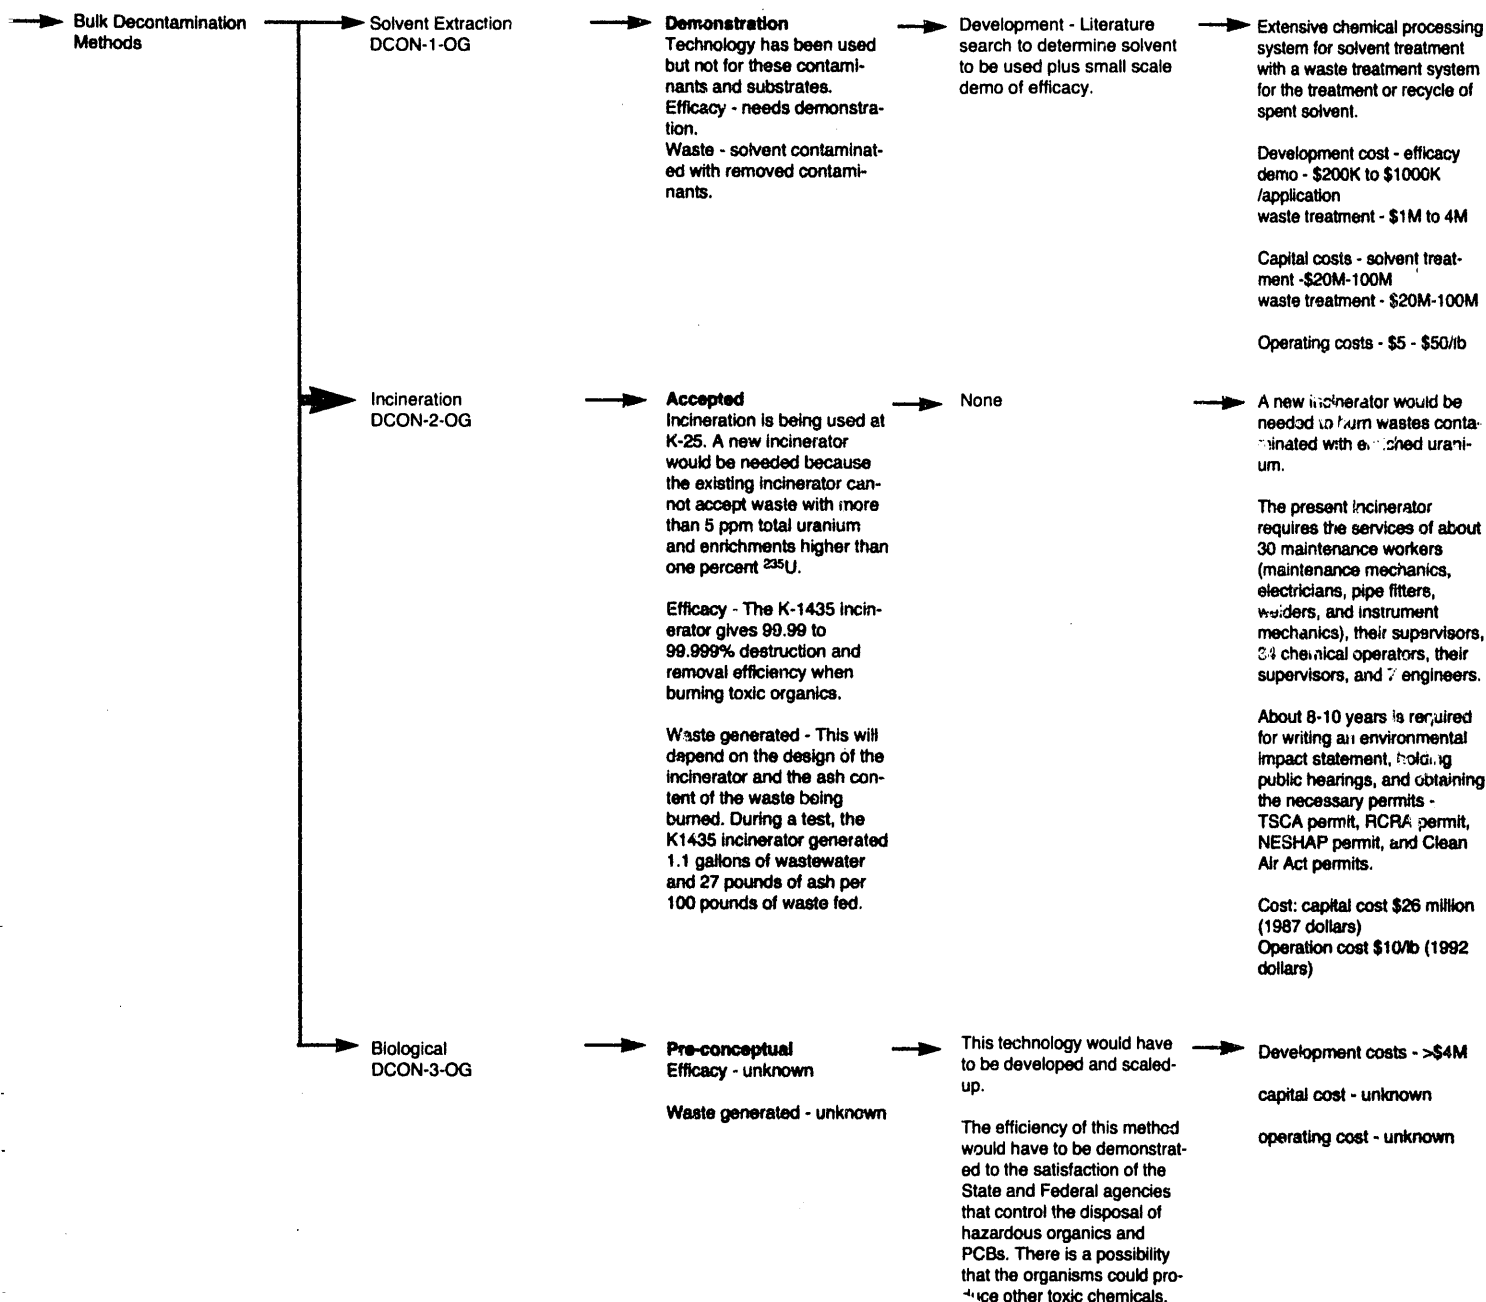 Bulk Decontamination
Methods
Solvent Extraction
DCON-1-OG
Demonstration
Technology has been used
but not for these contami-
nants and substrates.
Efficacy - needs demonstra-
tion.
Waste - solvent contaminat-
ed with removed contami-
nants.
Development - Literature
search to determine solvent
to be used plus small scale
demo of efficacy.
Extensive chemical processing
system for solvent treatment
with a waste treatment system
for the treatment or recycle of
spent solvent.
Development cost - efficacy
demo - $200K to $1000K
/application
waste treatment - $1M to 4M
Capital costs - solvent treat-
ment -$20M-100M
waste treatment - $20M-100M
Operating costs - $5 - $50/lb
Incineration
DCON-2-OG
Accepted
Incineration is being used at
K-25. A new incinerator
would be needed because
the existing incinerator can-
not accept waste with more
than 5 ppm total uranium
and enrichments higher than
one percent ²³⁵U.
Efficacy - The K-1435 incin-
erator gives 99.99 to
99.999% destruction and
removal efficiency when
burning toxic organics.
Waste generated - This will
depend on the design of the
incinerator and the ash con-
tent of the waste being
burned. During a test, the
K1435 incinerator generated
1.1 gallons of wastewater
and 27 pounds of ash per
100 pounds of waste fed.
None
A new incinerator would be
needed to burn wastes conta-
minated with enriched urani-
um.
The present incinerator
requires the services of about
30 maintenance workers
(maintenance mechanics,
electricians, pipe fitters,
welders, and instrument
mechanics), their supervisors,
34 chemical operators, their
supervisors, and 7 engineers.
About 8-10 years is required
for writing an environmental
impact statement, holding
public hearings, and obtaining
the necessary permits -
TSCA permit, RCRA permit,
NESHAP permit, and Clean
Air Act permits.
Cost: capital cost $26 million
(1987 dollars)
Operation cost $10/lb (1992
dollars)
Biological
DCON-3-OG
Pre-conceptual
Efficacy - unknown
Waste generated - unknown
This technology would have
to be developed and scaled-
up.
The efficiency of this method
would have to be demonstrat-
ed to the satisfaction of the
State and Federal agencies
that control the disposal of
hazardous organics and
PCBs. There is a possibility
that the organisms could pro-
duce other toxic chemicals.
Development costs - >$4M
capital cost - unknown
operating cost - unknown